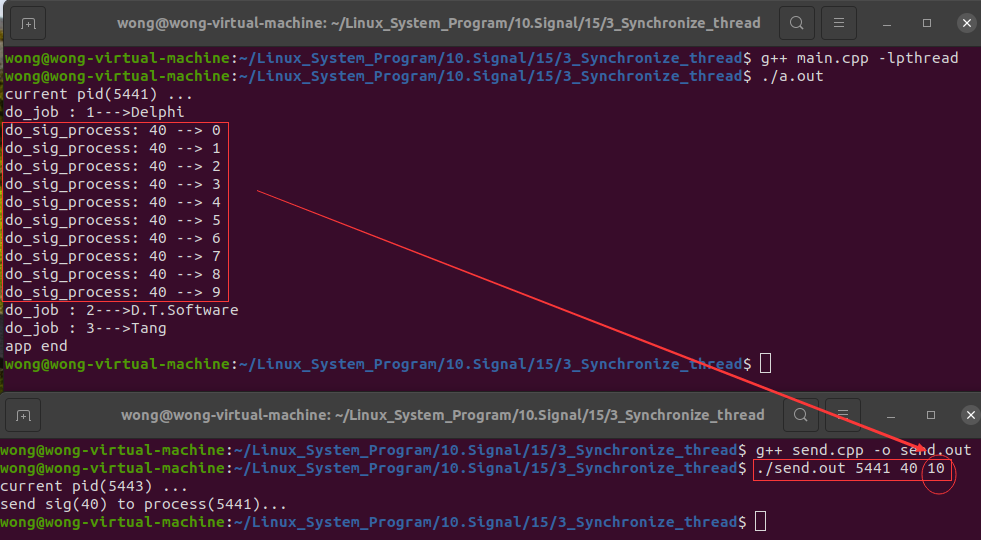 wong@wong-virtual-machine: ~/Linux_System_Program/10.Signal/15/3_Synchronize_thread
wong@wong-virtual-machine:~/Linux_System_Program/10.Signal/15/3_Synchronize_thread$ g++ main.cpp -lpthread
wong@wong-virtual-machine:~/Linux_System_Program/10.Signal/15/3_Synchronize_thread$ ./a.out
current pid(5441) ...
do_job : 1--->Delphi
do_sig_process: 40 --> 0
do_sig_process: 40 --> 1
do_sig_process: 40 --> 2
do_sig_process: 40 --> 3
do_sig_process: 40 --> 4
do_sig_process: 40 --> 5
do_sig_process: 40 --> 6
do_sig_process: 40 --> 7
do_sig_process: 40 --> 8
do_sig_process: 40 --> 9
do_job : 2--->D.T.Software
do_job : 3--->Tang
app end
wong@wong-virtual-machine:~/Linux_System_Program/10.Signal/15/3_Synchronize_thread$
wong@wong-virtual-machine: ~/Linux_System_Program/10.Signal/15/3_Synchronize_thread
wong@wong-virtual-machine:~/Linux_System_Program/10.Signal/15/3_Synchronize_thread$ g++ send.cpp -o send.out
wong@wong-virtual-machine:~/Linux_System_Program/10.Signal/15/3_Synchronize_thread$ ./send.out 5441 40 10
current pid(5443) ...
send sig(40) to process(5441)...
wong@wong-virtual-machine:~/Linux_System_Program/10.Signal/15/3_Synchronize_thread$